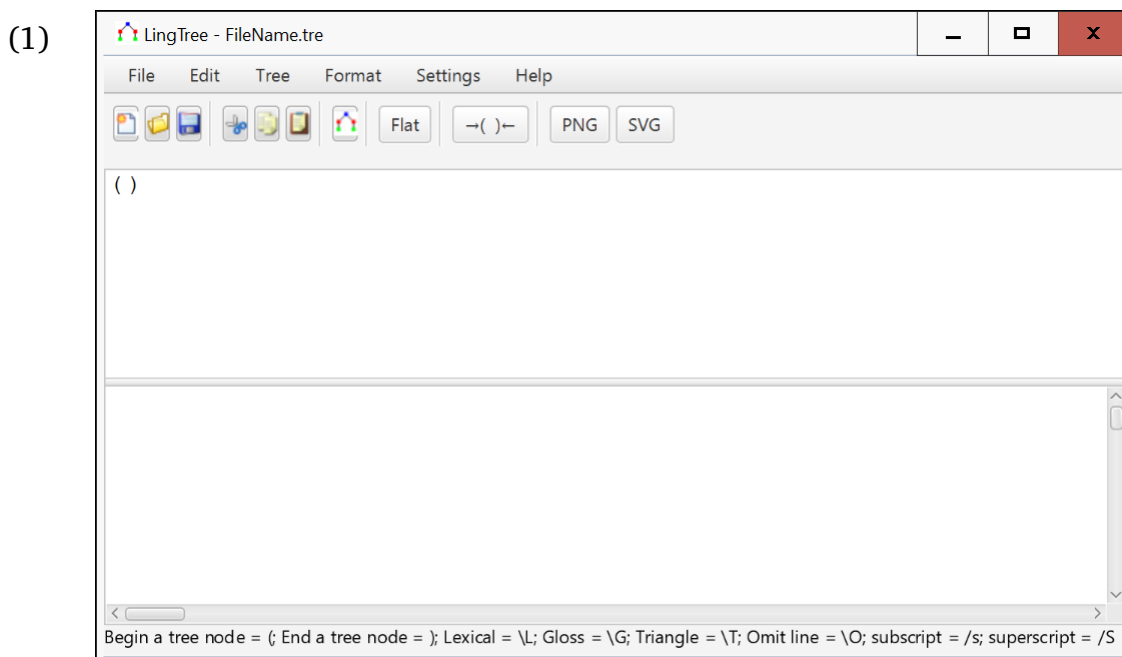 (1)
LingTree - FileName.tre
File Edit Tree Format Settings Help
Flat →( )← PNG SVG
( )
Begin a tree node = (; End a tree node = ); Lexical = \L; Gloss = \G; Triangle = \T; Omit line = \O; subscript = /s; superscript = /S